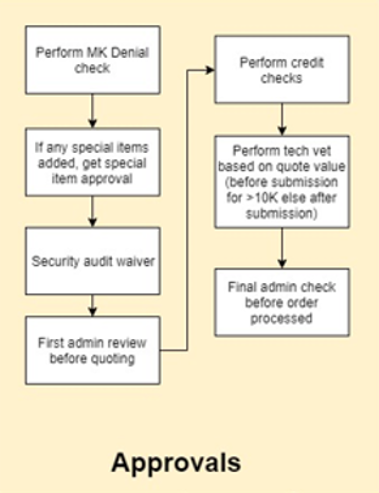 Perform MK Denial
check
If any special items
added, get special
item approval
Security audit waiver
First admin review
before quoting
Perform credit
checks
Perform tech vet
based on quote value
(before submission
for >10K else after
submission)
Final admin check
before order
processed
Approvals